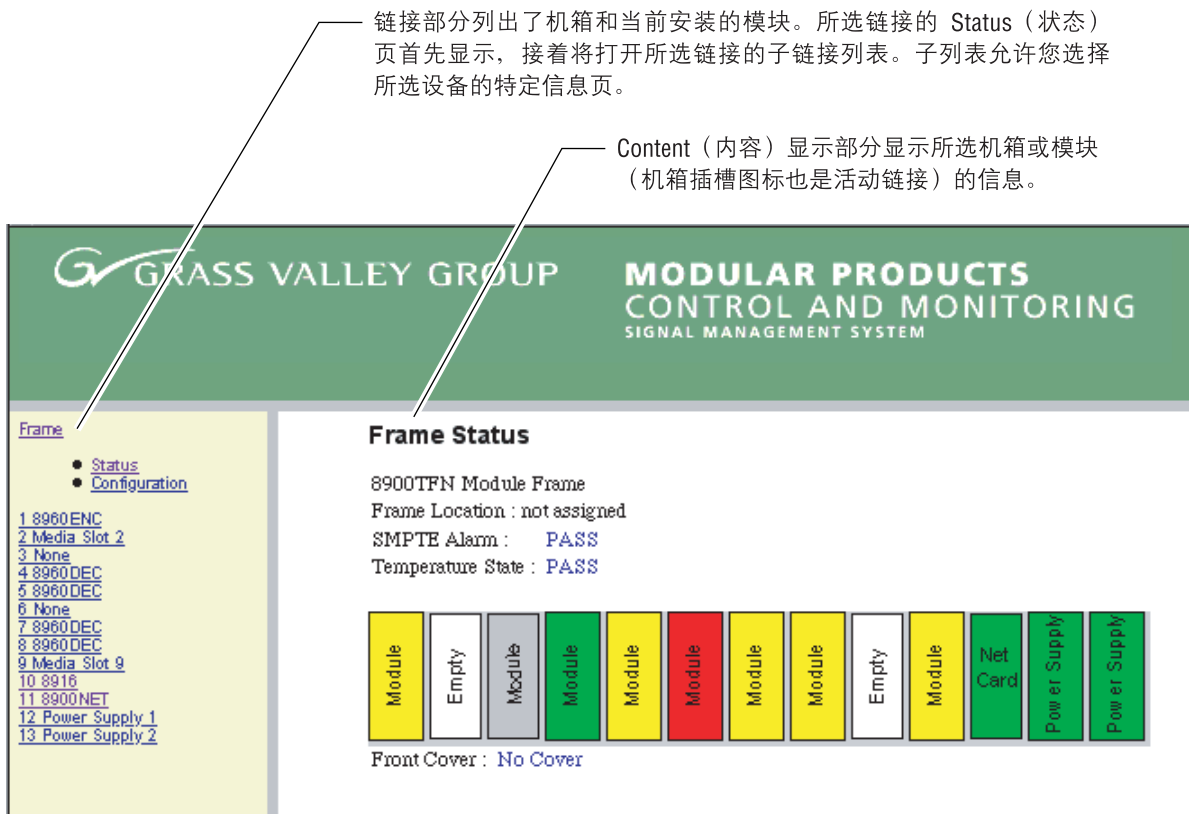 链接部分列出了机箱和当前安装的模块。所选链接的 Status（状态）
页首先显示，接着将打开所选链接的子链接列表。子列表允许您选择
所选设备的特定信息页。
Content（内容）显示部分显示所选机箱或模块
（机箱插槽图标也是活动链接）的信息。
GRASS VALLEY GROUP
MODULAR PRODUCTS
CONTROL AND MONITORING
SIGNAL MANAGEMENT SYSTEM
Frame
Status
Configuration
1 8960ENC
2 Media Slot 2
3 None
4 8960DEC
5 8960DEC
6 None
7 8960DEC
8 8960DEC
9 Media Slot 9
10 8916
11 8900NET
12 Power Supply 1
13 Power Supply 2
Frame Status
8900TFN Module Frame
Frame Location : not assigned
SMPTE Alarm : PASS
Temperature State : PASS
Module
Empty
Module
Module
Module
Module
Module
Module
Empty
Module
Net
Card
Power Supply
Power Supply
Front Cover : No Cover